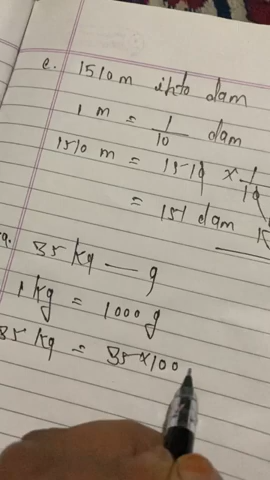 e. 1510 m into dam
1 m = 1/10 dam
1510 m = 1510 × 1/10
= 151 dam
a. 35 kg — g
1 kg = 1000 g
35 kg = 35 × 100